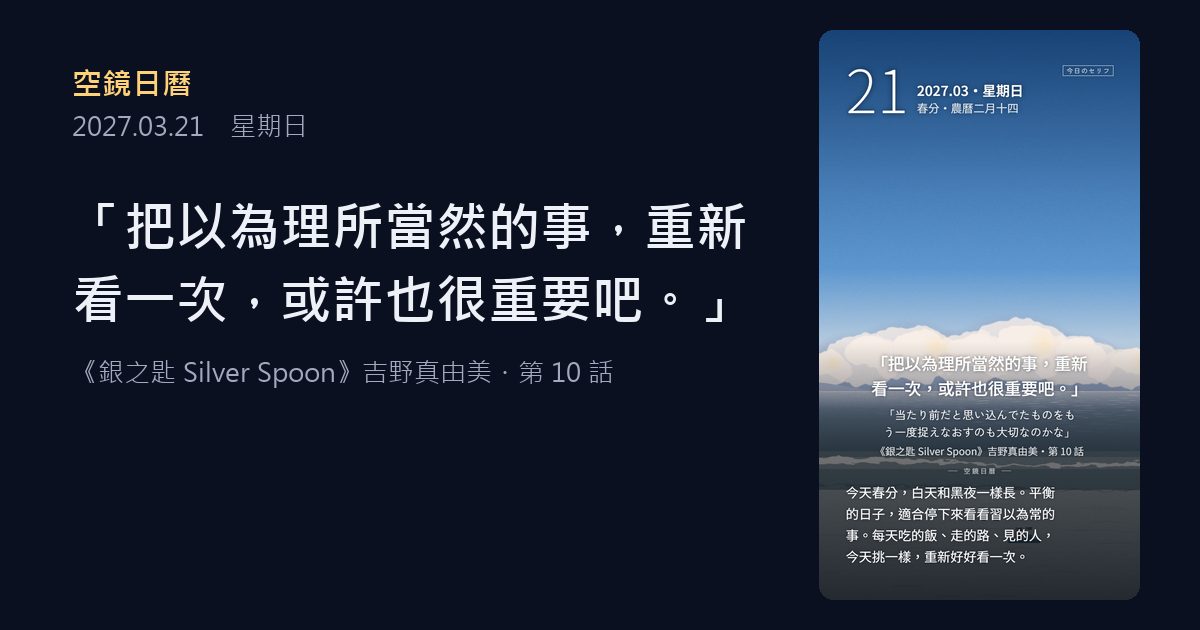 空鏡日曆
2027.03.21　星期日
「把以為理所當然的事，重新
看一次，或許也很重要吧。」
《銀之匙 Silver Spoon》吉野真由美・第 10 話
今日のセリフ
21
2027.03・星期日
春分・農曆二月十四
「把以為理所當然的事，重新
看一次，或許也很重要吧。」
「当たり前だと思い込んでたものをも
う一度捉えなおすのも大切なのかな」
《銀之匙 Silver Spoon》吉野真由美・第 10 話
— 空鏡日曆 —
今天春分，白天和黑夜一樣長。平衡
的日子，適合停下來看看習以為常的
事。每天吃的飯、走的路、見的人，
今天挑一樣，重新好好看一次。